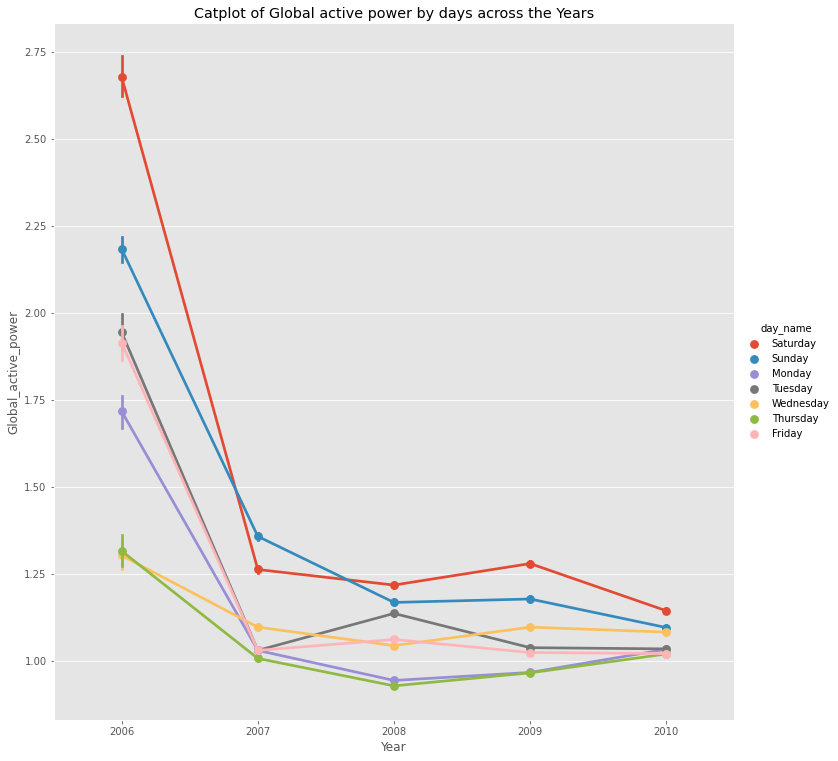 Catplot of Global active power by days across the Years
2.75
2.50
2.25
2.00
1.75
1.50
1.25
1.00
Global_active_power
2006 2007 2008 2009 2010
Year
day_name
Saturday
Sunday
Monday
Tuesday
Wednesday
Thursday
Friday